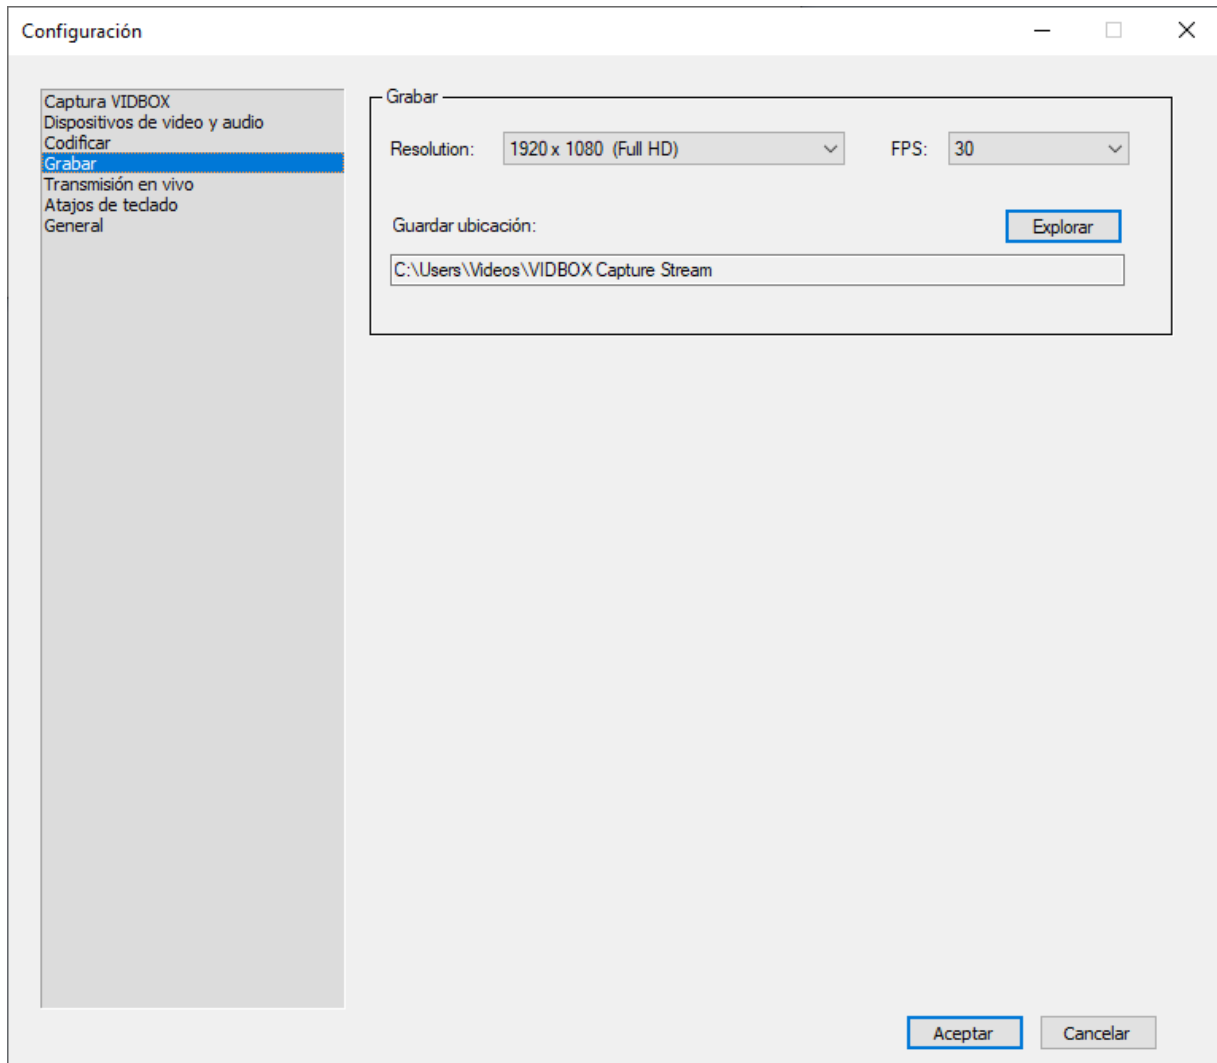 Configuración
Captura VIDBOX
Dispositivos de video y audio
Codificar
Grabar
Transmisión en vivo
Atajos de teclado
General
Grabar
Resolution: 1920 x 1080 (Full HD) FPS: 30
Guardar ubicación: Explorar
C:\Users\Videos\VIDBOX Capture Stream
Aceptar Cancelar